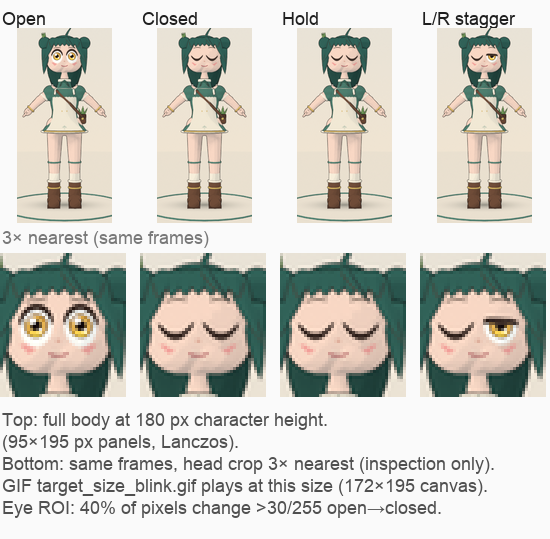 Open Closed Hold L/R stagger
3× nearest (same frames)
Top: full body at 180 px character height.
(95×195 px panels, Lanczos).
Bottom: same frames, head crop 3× nearest (inspection only).
GIF target_size_blink.gif plays at this size (172×195 canvas).
Eye ROI: 40% of pixels change >30/255 open→closed.